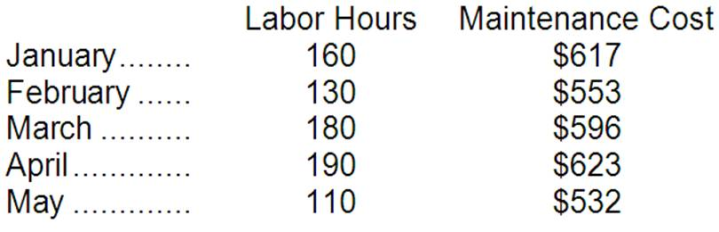 Labor Hours Maintenance Cost
January........ 160 $617
February ...... 130 $553
March .......... 180 $596
April............. 190 $623
May ............. 110 $532